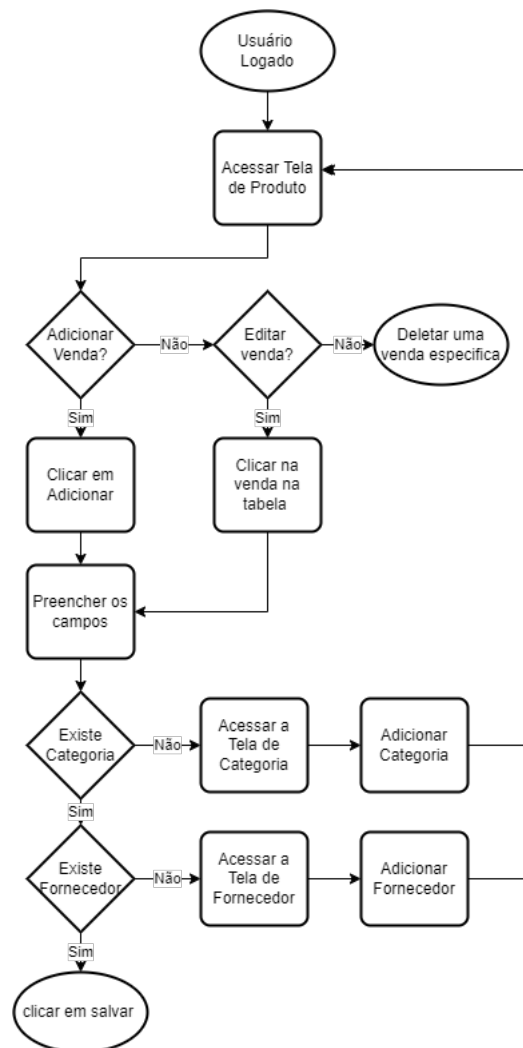 Usuário
Logado
Acessar Tela
de Produto
Adicionar
Venda?
Não
Editar
venda?
Não
Deletar uma
venda especifica
Sim
Sim
Clicar em
Adicionar
Clicar na
venda na
tabela
Preencher os
campos
Existe
Categoria
Não
Acessar a
Tela de
Categoria
Adicionar
Categoria
Sim
Existe
Fornecedor
Não
Acessar a
Tela de
Fornecedor
Adicionar
Fornecedor
Sim
clicar em salvar